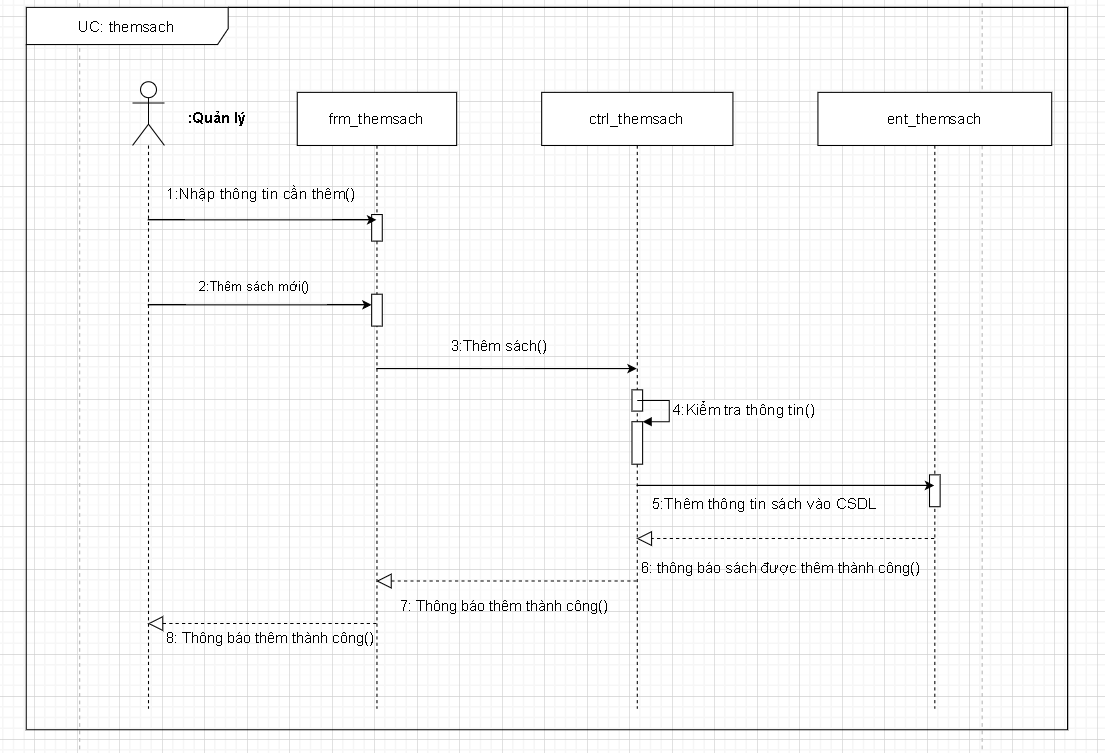 UC: themsach
:Quản lý
frm_themsach
ctrl_themsach
ent_themsach
1:Nhập thông tin cần thêm()
2:Thêm sách mới()
3:Thêm sách()
4:Kiểm tra thông tin()
5:Thêm thông tin sách vào CSDL
6: thông báo sách được thêm thành công()
7: Thông báo thêm thành công()
8: Thông báo thêm thành công()